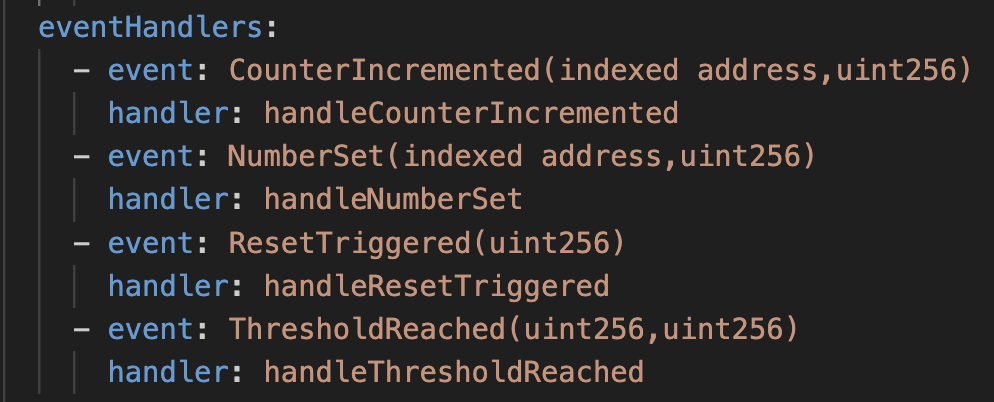 eventHandlers:
- event: CounterIncremented(indexed address,uint256)
handler: handleCounterIncremented
- event: NumberSet(indexed address,uint256)
handler: handleNumberSet
- event: ResetTriggered(uint256)
handler: handleResetTriggered
- event: ThresholdReached(uint256,uint256)
handler: handleThresholdReached